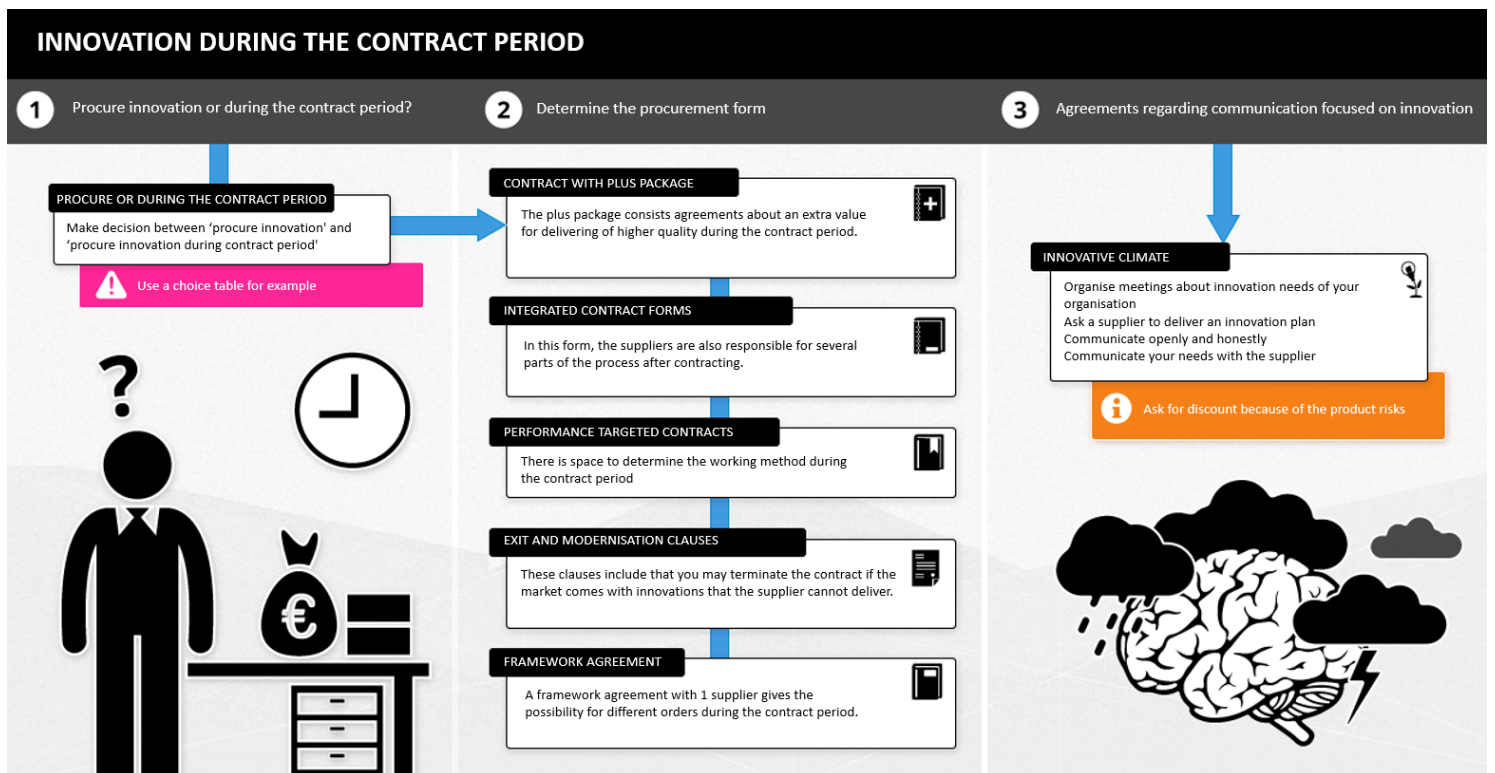 INNOVATION DURING THE CONTRACT PERIOD
1 Procure innovation or during the contract period?
PROCURE OR DURING THE CONTRACT PERIOD
Make decision between ‘procure innovation' and
‘procure innovation during contract period'
Use a choice table for example
?
€
2 Determine the procurement form
CONTRACT WITH PLUS PACKAGE
The plus package consists agreements about an extra value
for delivering of higher quality during the contract period.
INTEGRATED CONTRACT FORMS
In this form, the suppliers are also responsible for several
parts of the process after contracting.
PERFORMANCE TARGETED CONTRACTS
There is space to determine the working method during
the contract period
EXIT AND MODERNISATION CLAUSES
These clauses include that you may terminate the contract if the
market comes with innovations that the supplier cannot deliver.
FRAMEWORK AGREEMENT
A framework agreement with 1 supplier gives the
possibility for different orders during the contract period.
3 Agreements regarding communication focused on innovation
INNOVATIVE CLIMATE
Organise meetings about innovation needs of your
organisation
Ask a supplier to deliver an innovation plan
Communicate openly and honestly
Communicate your needs with the supplier
Ask for discount because of the product risks